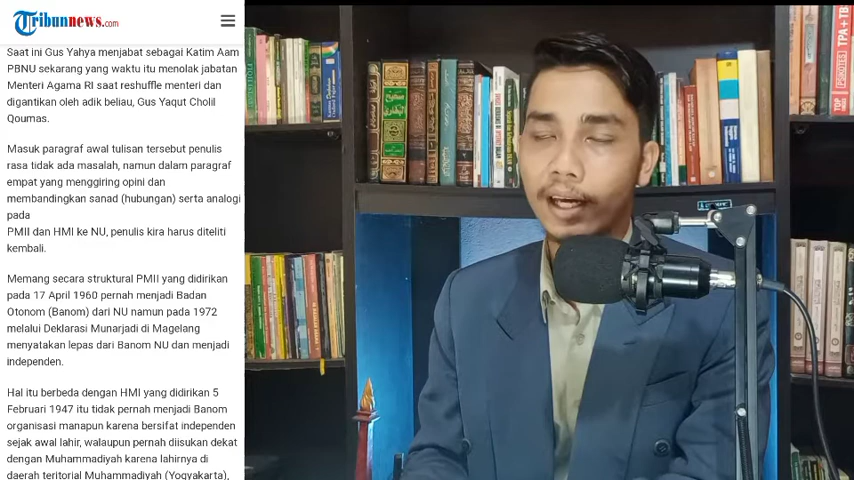 Tribunnews.com
Saat ini Gus Yahya menjabat sebagai Katim Aam
PBNU sekarang yang waktu itu menolak jabatan
Menteri Agama RI saat reshuffle menteri dan
digantikan oleh adik beliau, Gus Yaqut Cholil
Qoumas.
Masuk paragraf awal tulisan tersebut penulis
rasa tidak ada masalah, namun dalam paragraf
empat yang menggiring opini dan
membandingkan sanad (hubungan) serta analogi
pada
PMII dan HMI ke NU, penulis kira harus diteliti
kembali.
Memang secara struktural PMII yang didirikan
pada 17 April 1960 pernah menjadi Badan
Otonom (Banom) dari NU namun pada 1972
melalui Deklarasi Munarjadi di Magelang
menyatakan lepas dari Banom NU dan menjadi
independen.
Hal itu berbeda dengan HMI yang didirikan 5
Februari 1947 itu tidak pernah menjadi Banom
organisasi manapun karena bersifat independen
sejak awal lahir, walaupun pernah diisukan dekat
dengan Muhammadiyah karena lahirnya di
daerah teritorial Muhammadiyah (Yogyakarta),